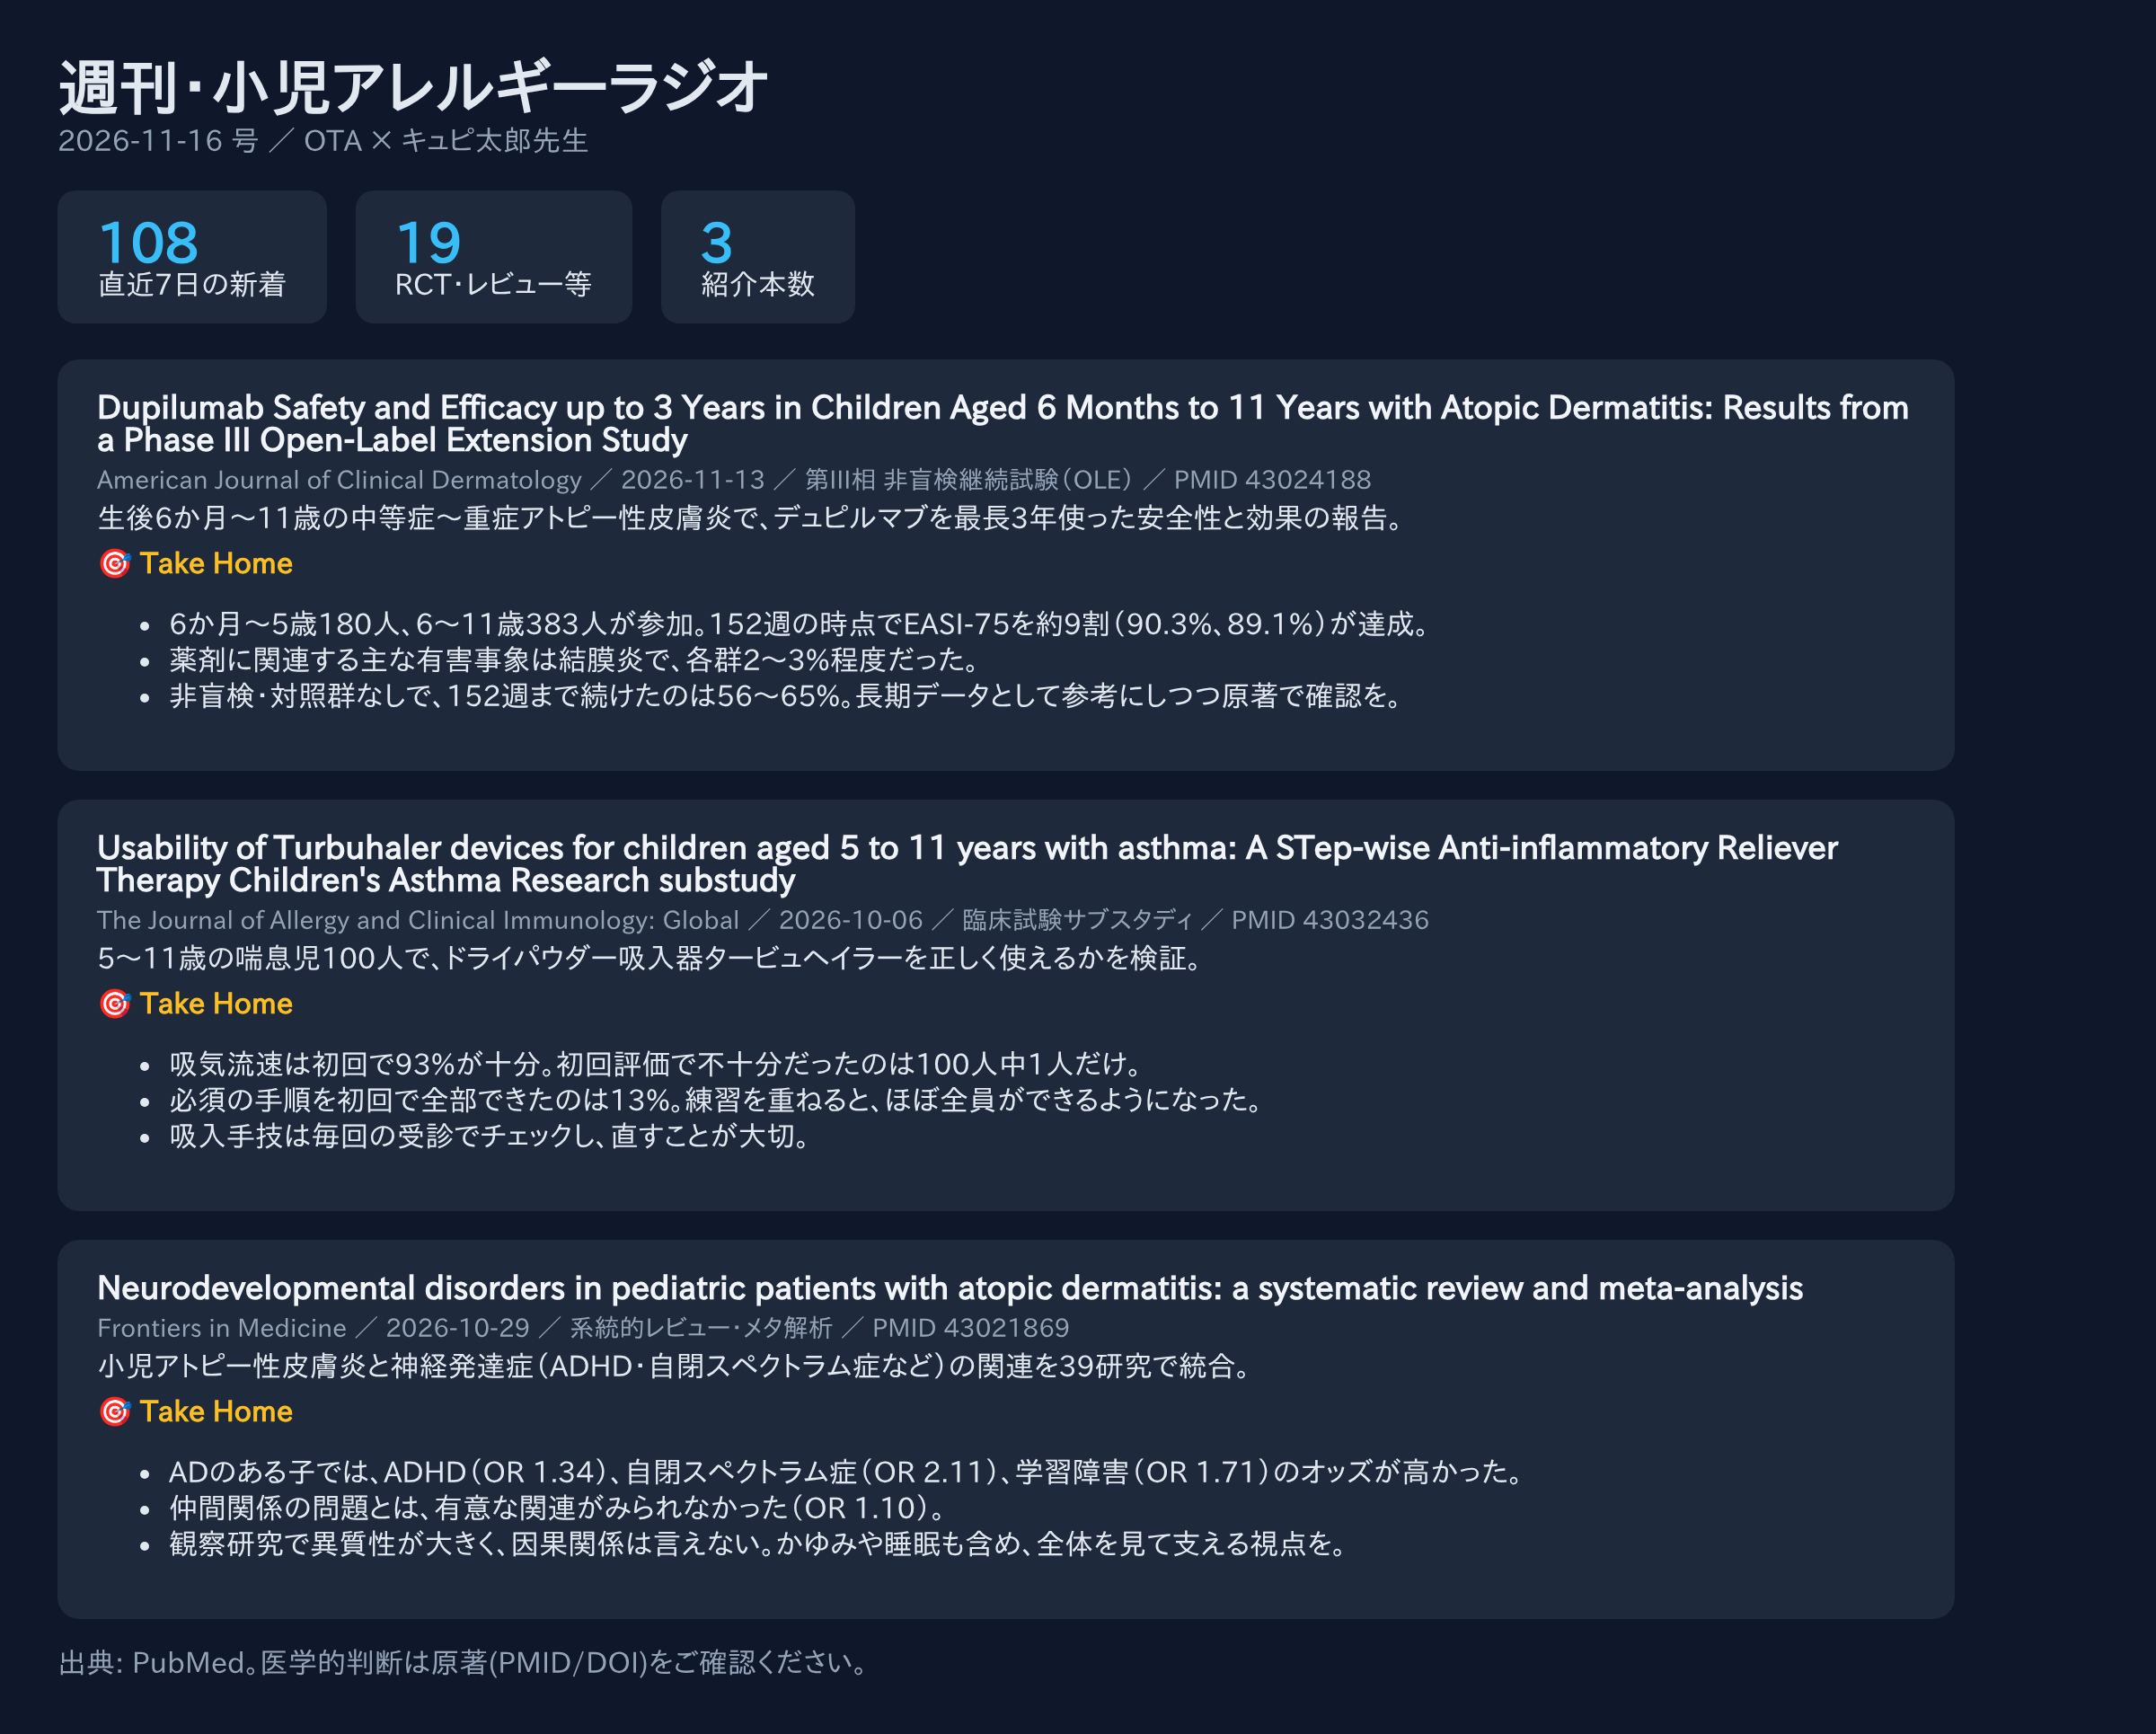 週刊・小児アレルギーラジオ
2026-11-16 号 ／ OTA × キュピ太郎先生
108
直近7日の新着
19
RCT・レビュー等
3
紹介本数
Dupilumab Safety and Efficacy up to 3 Years in Children Aged 6 Months to 11 Years with Atopic Dermatitis: Results from
a Phase III Open-Label Extension Study
American Journal of Clinical Dermatology ／ 2026-11-13 ／ 第III相 非盲検継続試験（OLE） ／ PMID 43024188
生後6か月〜11歳の中等症〜重症アトピー性皮膚炎で、デュピルマブを最長3年使った安全性と効果の報告。
🎯 Take Home
• 6か月〜5歳180人、6〜11歳383人が参加。152週の時点でEASI-75を約9割（90.3%、89.1%）が達成。
• 薬剤に関連する主な有害事象は結膜炎で、各群2〜3%程度だった。
• 非盲検・対照群なしで、152週まで続けたのは56〜65%。長期データとして参考にしつつ原著で確認を。
Usability of Turbuhaler devices for children aged 5 to 11 years with asthma: A STep-wise Anti-inflammatory Reliever
Therapy Children's Asthma Research substudy
The Journal of Allergy and Clinical Immunology: Global ／ 2026-10-06 ／ 臨床試験サブスタディ ／ PMID 43032436
5〜11歳の喘息児100人で、ドライパウダー吸入器タービュヘイラーを正しく使えるかを検証。
🎯 Take Home
• 吸気流速は初回で93%が十分。初回評価で不十分だったのは100人中1人だけ。
• 必須の手順を初回で全部できたのは13%。練習を重ねると、ほぼ全員ができるようになった。
• 吸入手技は毎回の受診でチェックし、直すことが大切。
Neurodevelopmental disorders in pediatric patients with atopic dermatitis: a systematic review and meta-analysis
Frontiers in Medicine ／ 2026-10-29 ／ 系統的レビュー・メタ解析 ／ PMID 43021869
小児アトピー性皮膚炎と神経発達症（ADHD・自閉スペクトラム症など）の関連を39研究で統合。
🎯 Take Home
• ADのある子では、ADHD（OR 1.34）、自閉スペクトラム症（OR 2.11）、学習障害（OR 1.71）のオッズが高かった。
• 仲間関係の問題とは、有意な関連がみられなかった（OR 1.10）。
• 観察研究で異質性が大きく、因果関係は言えない。かゆみや睡眠も含め、全体を見て支える視点を。
出典: PubMed。医学的判断は原著(PMID/DOI)をご確認ください。